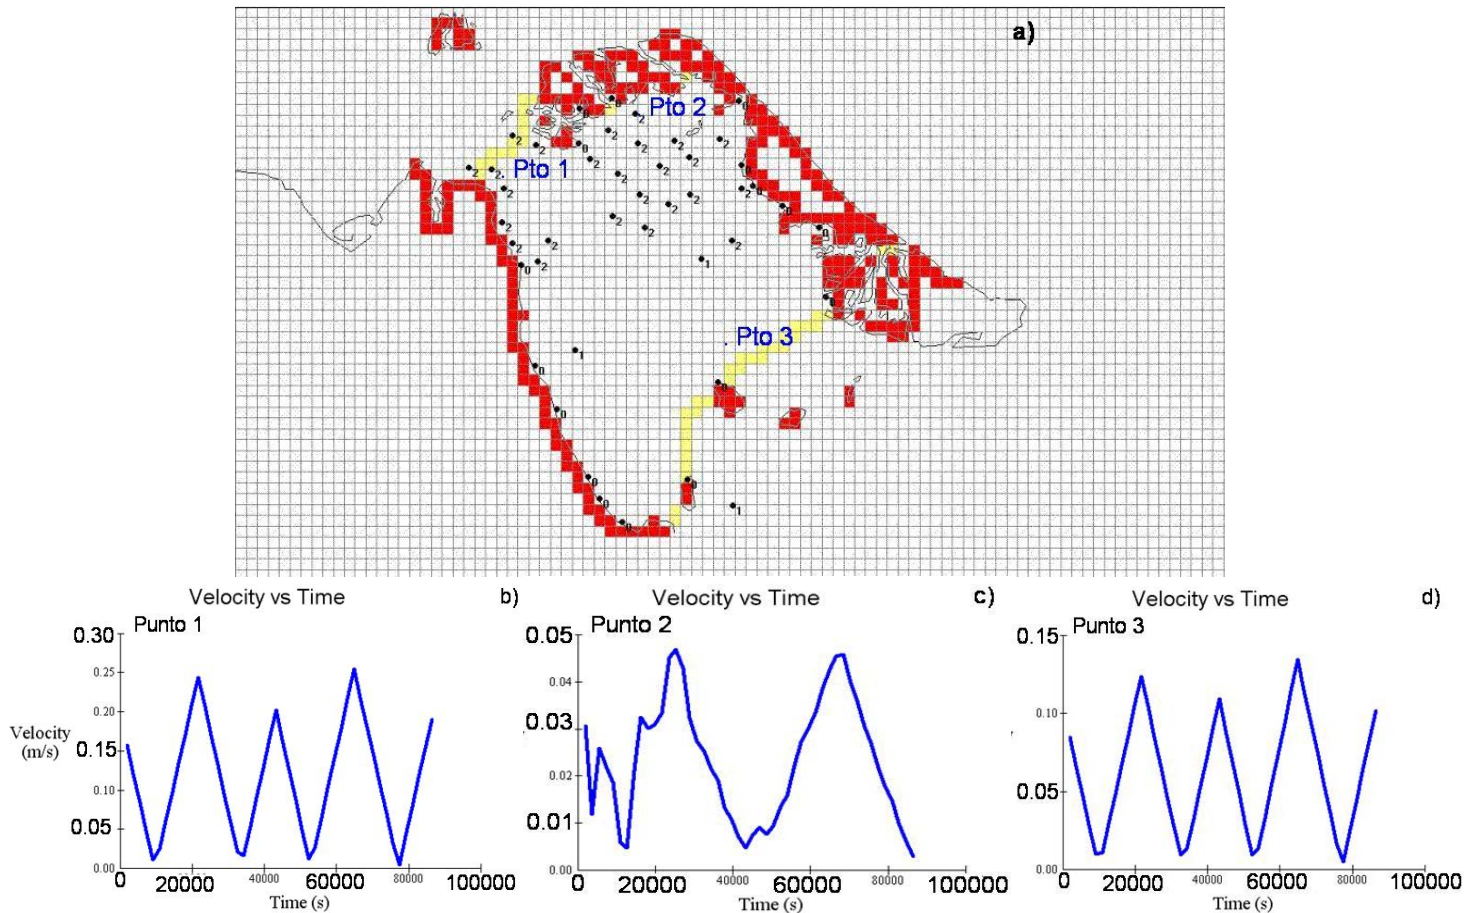 a)
Pto 2
Pto 1
. Pto 3
Velocity vs Time
b)
Punto 1
Velocity
(m/s)
0.30
0.25
0.20
0.15
0.10
0.05
0.00
0
20000
40000
60000
80000
100000
Time (s)
Velocity vs Time
c)
Punto 2
0.05
0.04
0.03
0.02
0.01
0.00
0
20000
40000
60000
80000
100000
Time (s)
Velocity vs Time
d)
Punto 3
0.15
0.10
0.05
0.00
0
20000
40000
60000
80000
100000
Time (s)